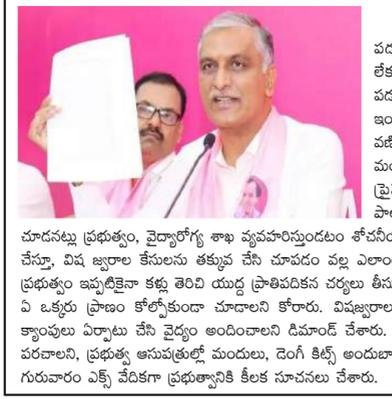 పద
లేక
పద
ఇం
వణి
మం
ప్రైవ
పా
చూడనట్లు ప్రభుత్వం, వైద్యారోగ్య శాఖ వ్యవహరిస్తుండటం శోచనీ
చేస్తూ, విష జ్వరాల కేసులను తక్కువ చేసి చూపడం వల్ల ఎలాం
ప్రభుత్వం ఇప్పటికైనా కళ్లు తెరిచి యుద్ధ ప్రాతిపదికన చర్యలు తీసు
ఏ ఒక్కరు ప్రాణం కోల్పోకుండా చూడాలని కోరారు. విషజ్వరాల
క్యాంపులు ఏర్పాటు చేసి వైద్యం అందించాలని డిమాండ్ చేశారు.
పరచాలని, ప్రభుత్వ ఆసుపత్రుల్లో మందులు, డెంగీ కిట్స్ అందుబా
గురువారం ఎక్స్ వేదికగా ప్రభుత్వానికి కీలక సూచనలు చేశారు.